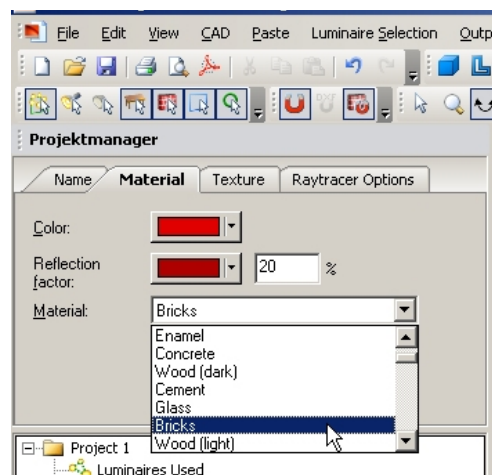 File Edit View CAD Paste Luminaire Selection Outp
Projektmanager
Name Material Texture Raytracer Options
Color:
Reflection factor: 20 %
Material: Bricks
Enamel
Concrete
Wood (dark)
Cement
Glass
Bricks
Wood (light)
Project 1
Luminaires Used